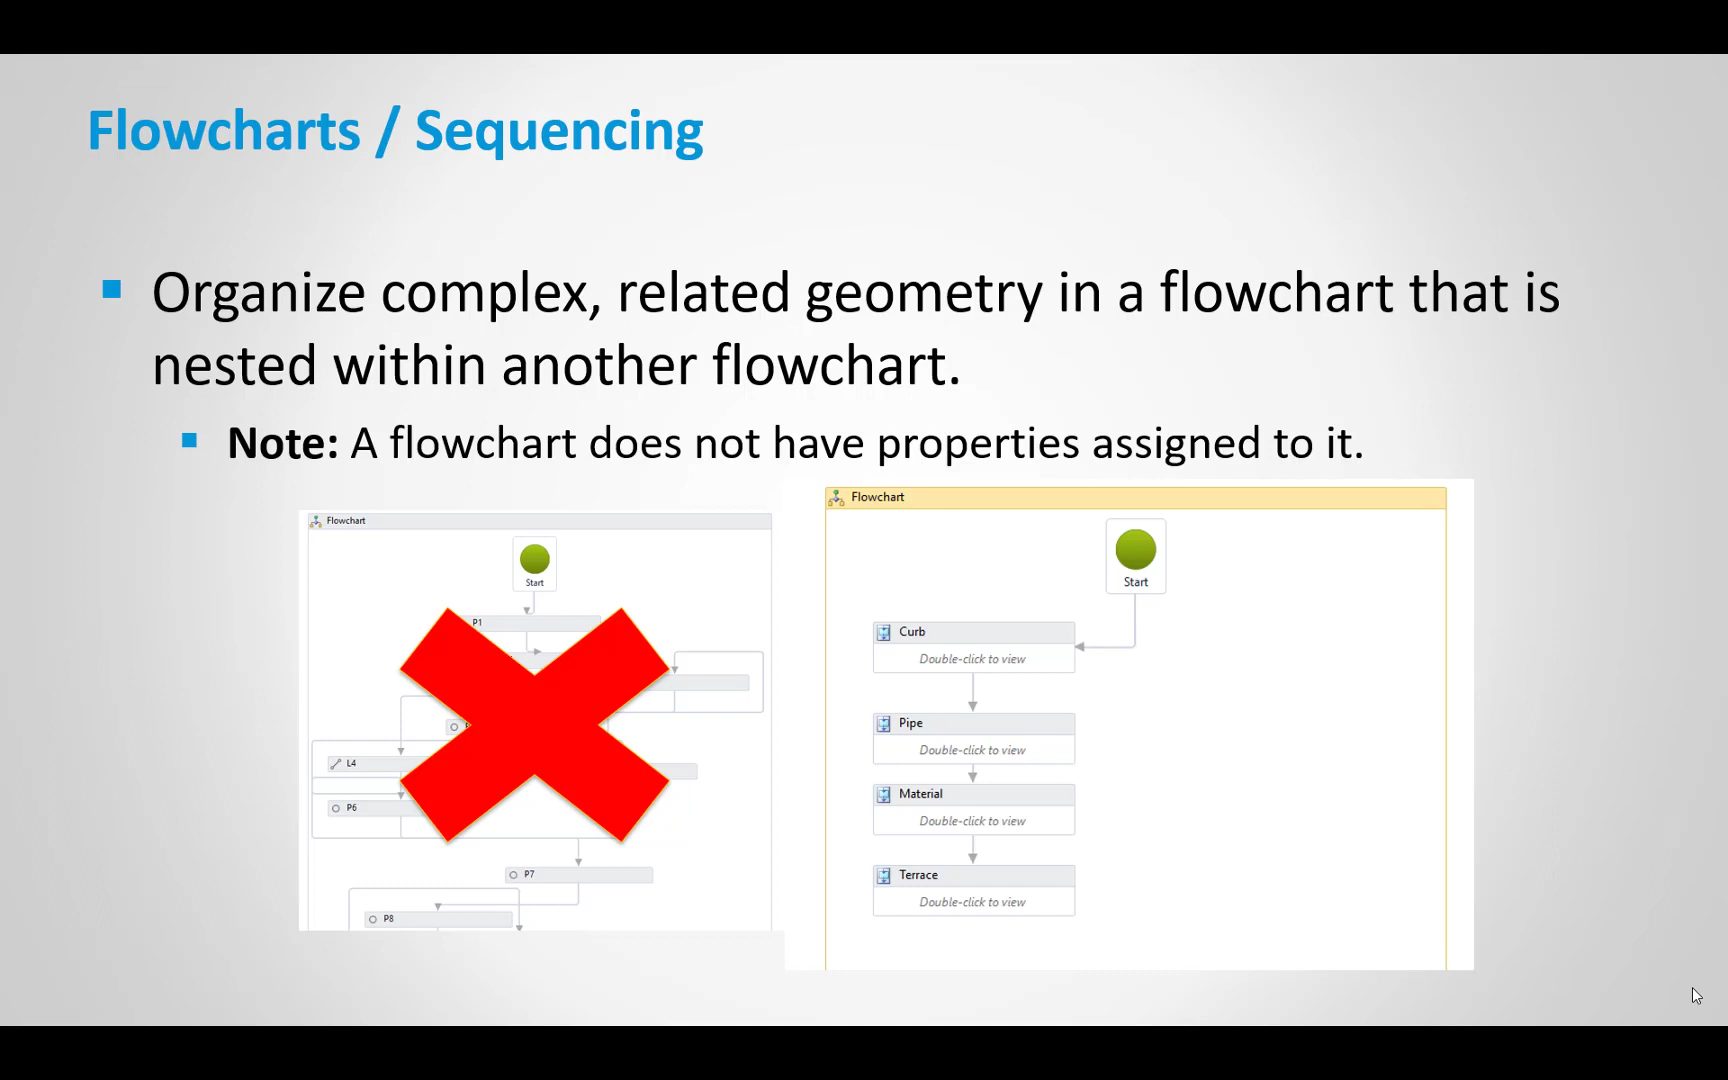 Flowcharts / Sequencing
Organize complex, related geometry in a flowchart that is
nested within another flowchart.
Note: A flowchart does not have properties assigned to it.
Flowchart
Start
P1
L4
P6
P7
P8
Flowchart
Start
Curb
Double-click to view
Pipe
Double-click to view
Material
Double-click to view
Terrace
Double-click to view